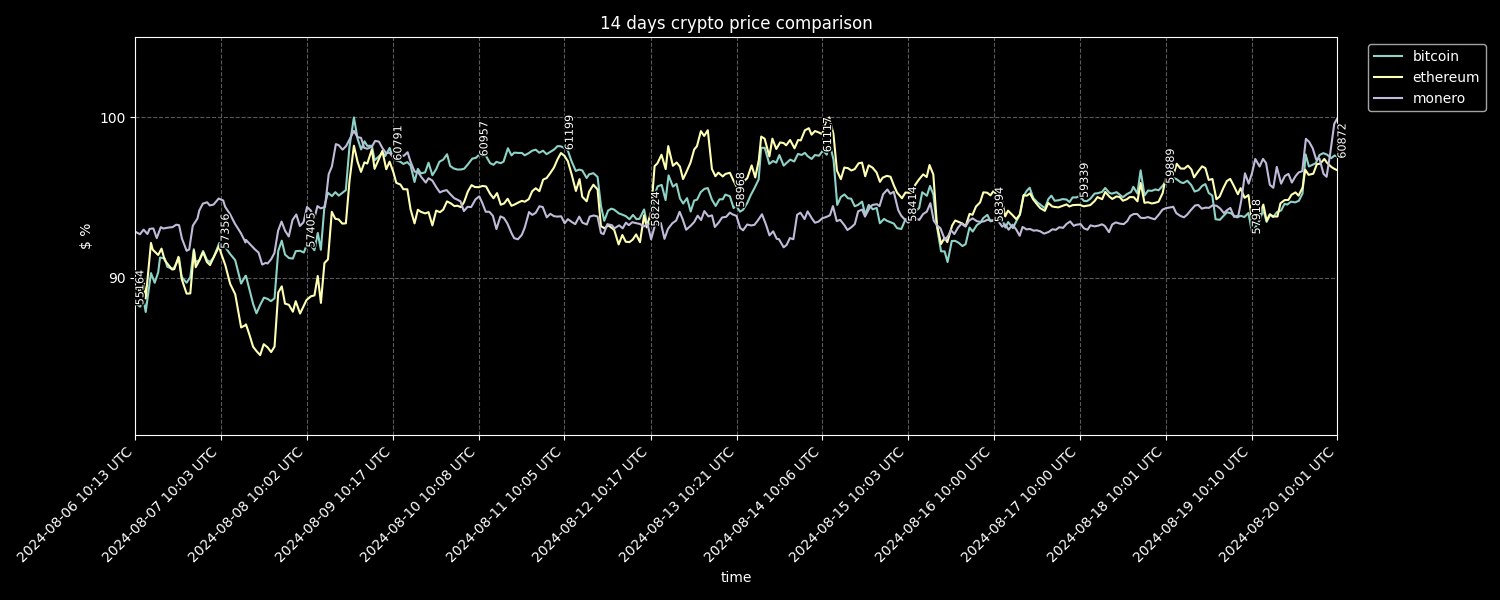 14 days crypto price comparison
bitcoin
ethereum
monero
$ %
100
90
55164
57356
57405
60791
60957
61199
58224
58968
61117
58414
58394
59339
59889
57918
60872
2024-08-06 10:13 UTC
2024-08-07 10:03 UTC
2024-08-08 10:02 UTC
2024-08-09 10:17 UTC
2024-08-10 10:08 UTC
2024-08-11 10:05 UTC
2024-08-12 10:17 UTC
2024-08-13 10:21 UTC
2024-08-14 10:06 UTC
2024-08-15 10:03 UTC
2024-08-16 10:00 UTC
2024-08-17 10:00 UTC
2024-08-18 10:01 UTC
2024-08-19 10:10 UTC
2024-08-20 10:01 UTC
time